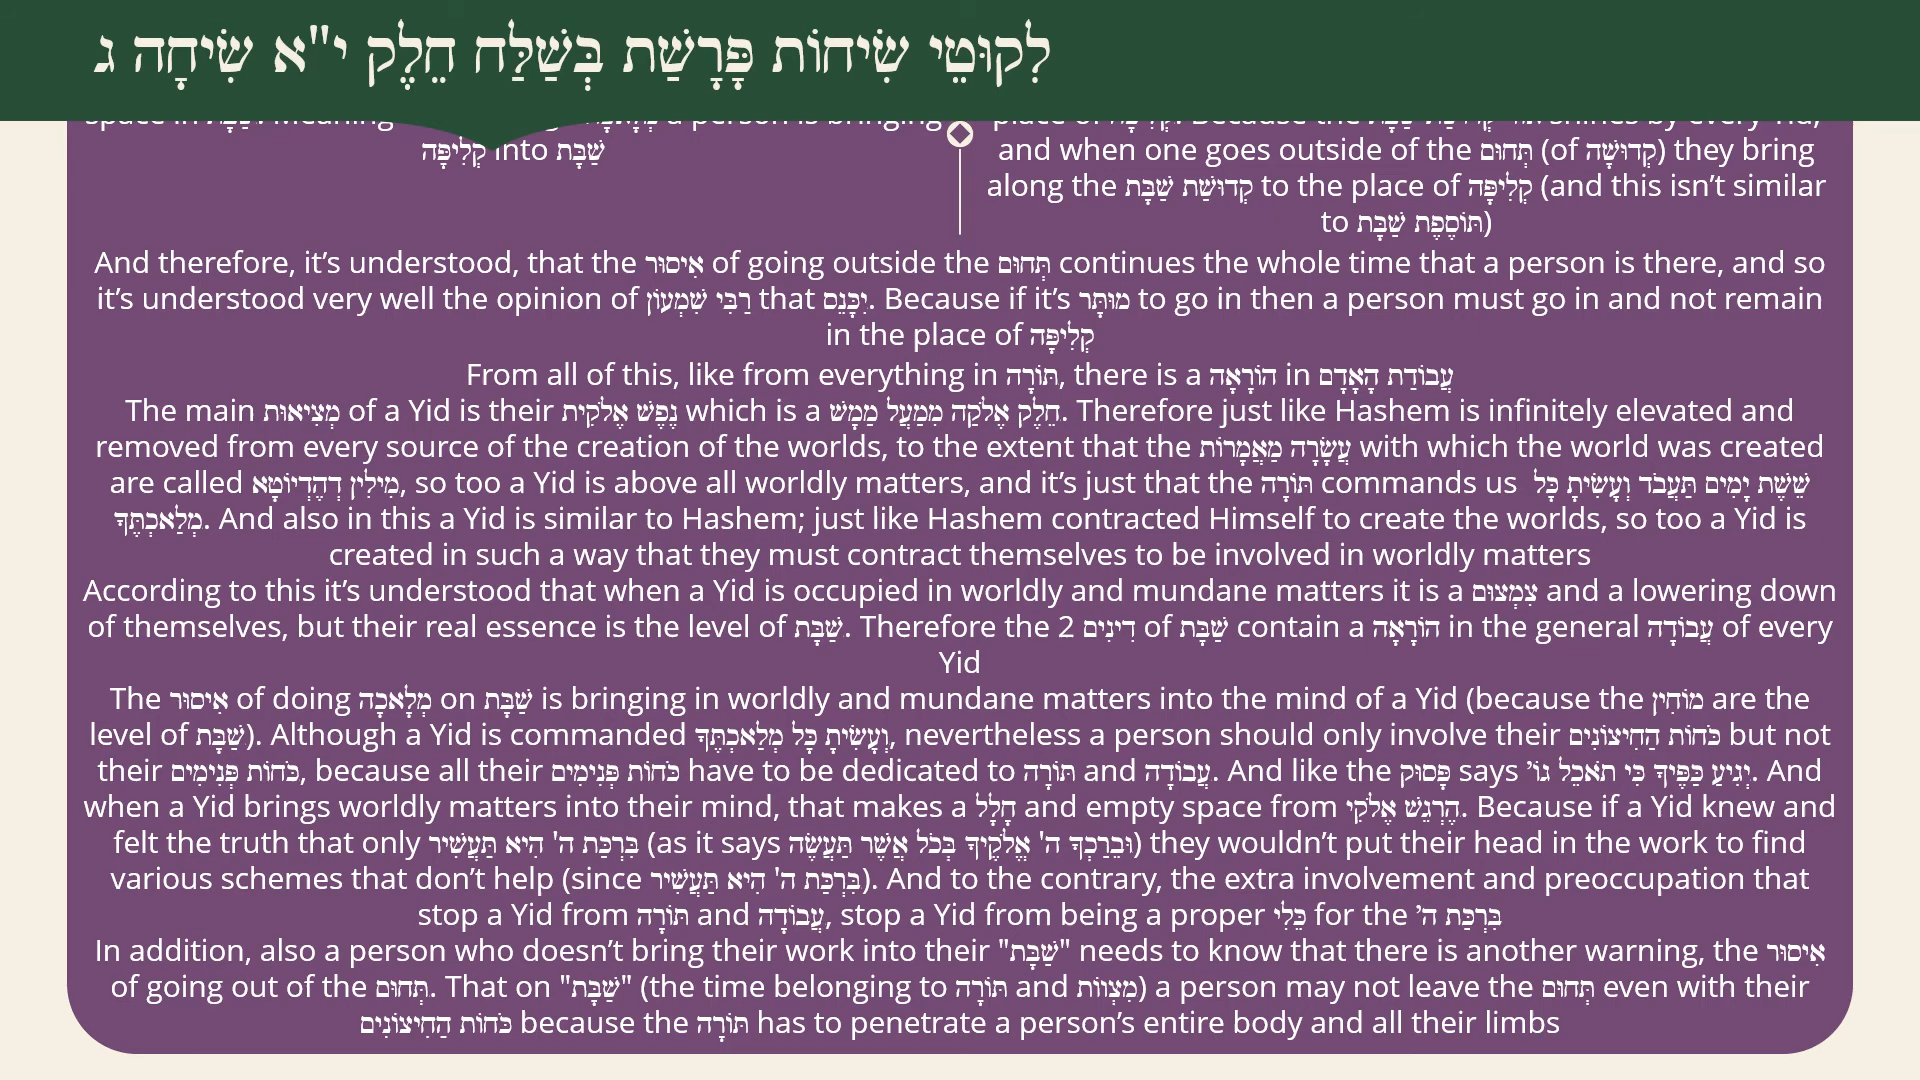 לִקוּטֵי שִׂיחוֹת פָּרָשַׁת בְּשַׁלַּח חֵלֶק י"א שִׂיחָה ג
קְלִיפָּה into שַׁבָּת
and when one goes outside of the תְּחוּם (of קְדוּשָׁה) they bring
along the קְדוּשַׁת שַׁבָּת to the place of קְלִיפָּה (and this isn’t similar
to תּוֹסֶפֶת שַׁבָּת)
And therefore, it’s understood, that the אִיסוּר of going outside the תְּחוּם continues the whole time that a person is there, and so
it’s understood very well the opinion of רַבִּי שִׁמְעוֹן that יִכָּנֵס. Because if it’s מוּתָּר to go in then a person must go in and not remain
in the place of קְלִיפָּה
From all of this, like from everything in תּוֹרָה, there is a הוֹרָאָה in עֲבוֹדַת הָאָדָם
The main מְצִיאוּת of a Yid is their נֶפֶשׁ אֱלֹקִית which is a חֵלֶק אֱלֹקַה מִמַּעַל מַמָּשׁ. Therefore just like Hashem is infinitely elevated and
removed from every source of the creation of the worlds, to the extent that the עֲשָׂרָה מַאֲמָרוֹת with which the world was created
are called מִילִין דְהֶדְיוֹטָא, so too a Yid is above all worldly matters, and it’s just that the תּוֹרָה commands us שֵׁשֶׁת יָמִים תַּעֲבֹד וְעָשִׂיתָ כָּל
מְלַאכְתֶּךָ. And also in this a Yid is similar to Hashem; just like Hashem contracted Himself to create the worlds, so too a Yid is
created in such a way that they must contract themselves to be involved in worldly matters
According to this it’s understood that when a Yid is occupied in worldly and mundane matters it is a צִמְצוּם and a lowering down
of themselves, but their real essence is the level of שַׁבָּת. Therefore the 2 דִינִים of שַׁבָּת contain a הוֹרָאָה in the general עֲבוֹדָה of every
Yid
The אִיסוּר of doing מְלָאכָה on שַׁבָּת is bringing in worldly and mundane matters into the mind of a Yid (because the מוֹחִין are the
level of שַׁבָּת). Although a Yid is commanded וְעָשִׂיתָ כָּל מְלַאכְתֶּךָ, nevertheless a person should only involve their כֹּחוֹת הַחִיצוֹנִים but not
their כֹּחוֹת פְּנִימִים, because all their כֹּחוֹת פְּנִימִים have to be dedicated to תּוֹרָה and עֲבוֹדָה. And like the פָּסוּק says יְגִיעַ כַּפֶּיךָ כִּי תֹאכֵל גו’. And
when a Yid brings worldly matters into their mind, that makes a חָלָל and empty space from הֶרְגֵּשׁ אֱלֹקִי. Because if a Yid knew and
felt the truth that only בִּרְכַּת ה' הִיא תַּעֲשִׁיר (as it says וּבֵרַכְךָ ה' אֱלֹקֶיךָ בְּכֹל אֲשֶׁר תַּעֲשֶׂה) they wouldn’t put their head in the work to find
various schemes that don’t help (since בִּרְכַּת ה' הִיא תַּעֲשִׁיר). And to the contrary, the extra involvement and preoccupation that
stop a Yid from תּוֹרָה and עֲבוֹדָה, stop a Yid from being a proper כְּלִי for the בִּרְכַּת ה’
In addition, also a person who doesn’t bring their work into their "שַׁבָּת" needs to know that there is another warning, the אִיסוּר
of going out of the תְּחוּם. That on "שַׁבָּת" (the time belonging to תּוֹרָה and מִצְווֹת) a person may not leave the תְּחוּם even with their
כֹּחוֹת הַחִיצוֹנִים because the תּוֹרָה has to penetrate a person’s entire body and all their limbs